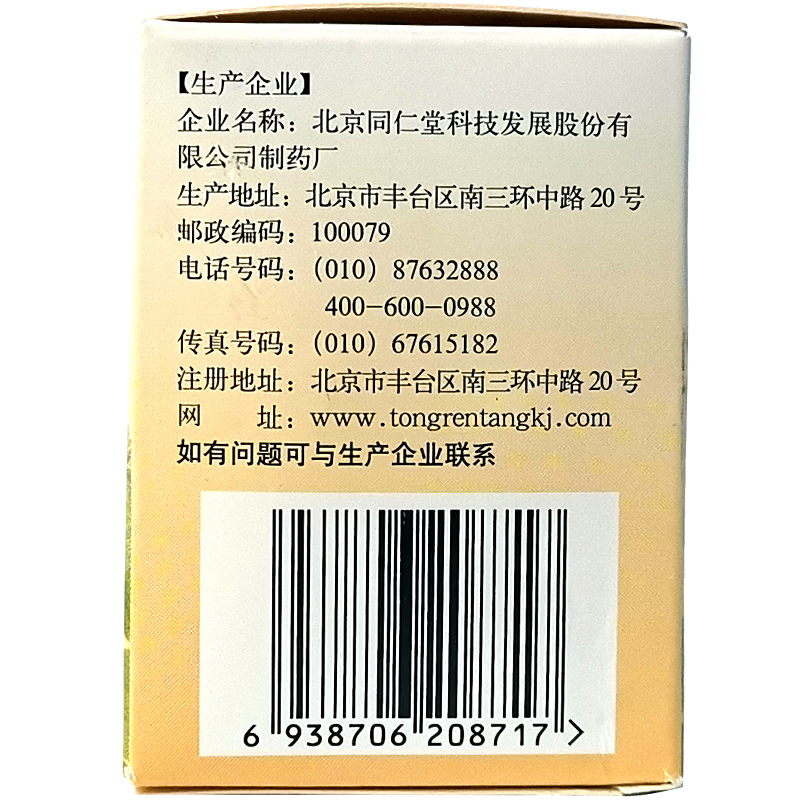 【生产企业】
企业名称：北京同仁堂科技发展股份有
限公司制药厂
生产地址：北京市丰台区南三环中路 20 号
邮政编码：100079
电话号码：（010）87632888
400-600-0988
传真号码：（010）67615182
注册地址：北京市丰台区南三环中路 20 号
网　　址：www.tongrentangkj.com
如有问题可与生产企业联系
6 938706 208717 >